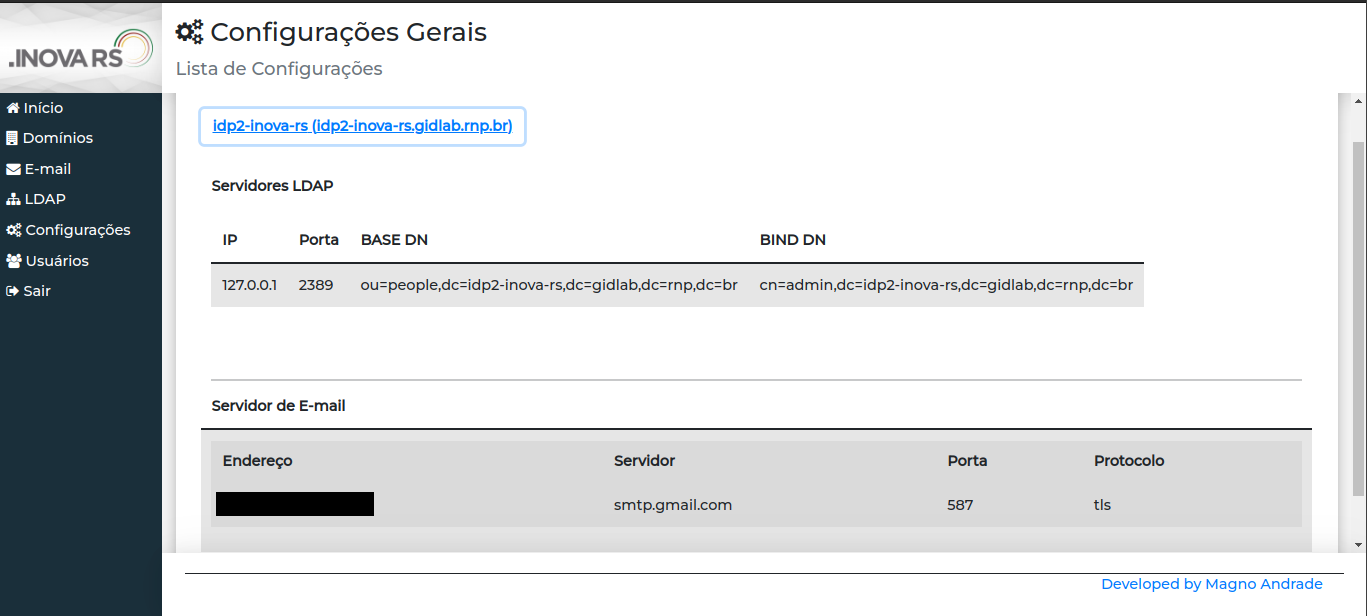 .INOVA RS
Configurações Gerais
Lista de Configurações
Início
Domínios
E-mail
LDAP
Configurações
Usuários
Sair
idp2-inova-rs (idp2-inova-rs.gidlab.rnp.br)
Servidores LDAP
IP Porta BASE DN BIND DN
127.0.0.1 2389 ou=people,dc=idp2-inova-rs,dc=gidlab,dc=rnp,dc=br cn=admin,dc=idp2-inova-rs,dc=gidlab,dc=rnp,dc=br
Servidor de E-mail
Endereço Servidor Porta Protocolo
smtp.gmail.com 587 tls
Developed by Magno Andrade